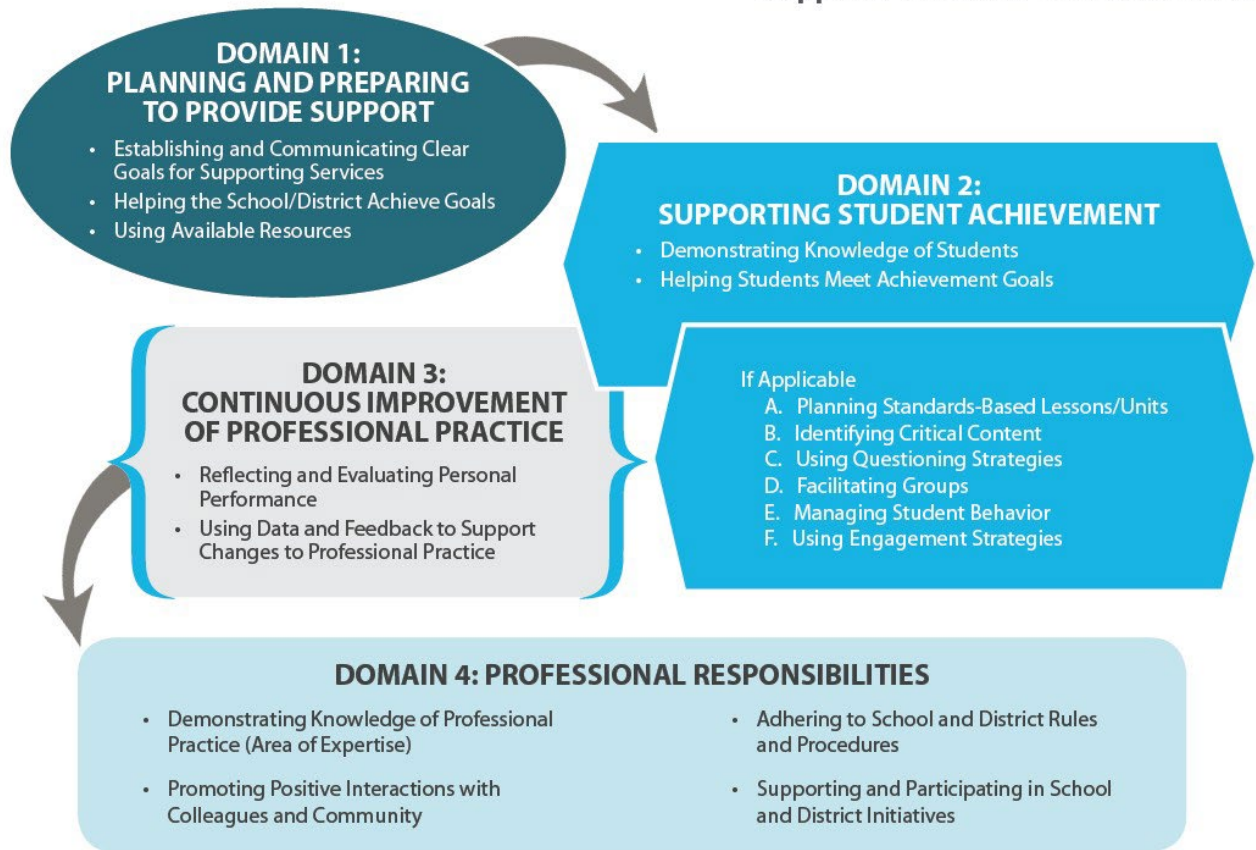 DOMAIN 1:
PLANNING AND PREPARING
TO PROVIDE SUPPORT
• Establishing and Communicating Clear
Goals for Supporting Services
• Helping the School/District Achieve Goals
• Using Available Resources
DOMAIN 2:
SUPPORTING STUDENT ACHIEVEMENT
• Demonstrating Knowledge of Students
• Helping Students Meet Achievement Goals
If Applicable
A. Planning Standards-Based Lessons/Units
B. Identifying Critical Content
C. Using Questioning Strategies
D. Facilitating Groups
E. Managing Student Behavior
F. Using Engagement Strategies
DOMAIN 3:
CONTINUOUS IMPROVEMENT
OF PROFESSIONAL PRACTICE
• Reflecting and Evaluating Personal
Performance
• Using Data and Feedback to Support
Changes to Professional Practice
DOMAIN 4: PROFESSIONAL RESPONSIBILITIES
• Demonstrating Knowledge of Professional
Practice (Area of Expertise)
• Promoting Positive Interactions with
Colleagues and Community
• Adhering to School and District Rules
and Procedures
• Supporting and Participating in School
and District Initiatives